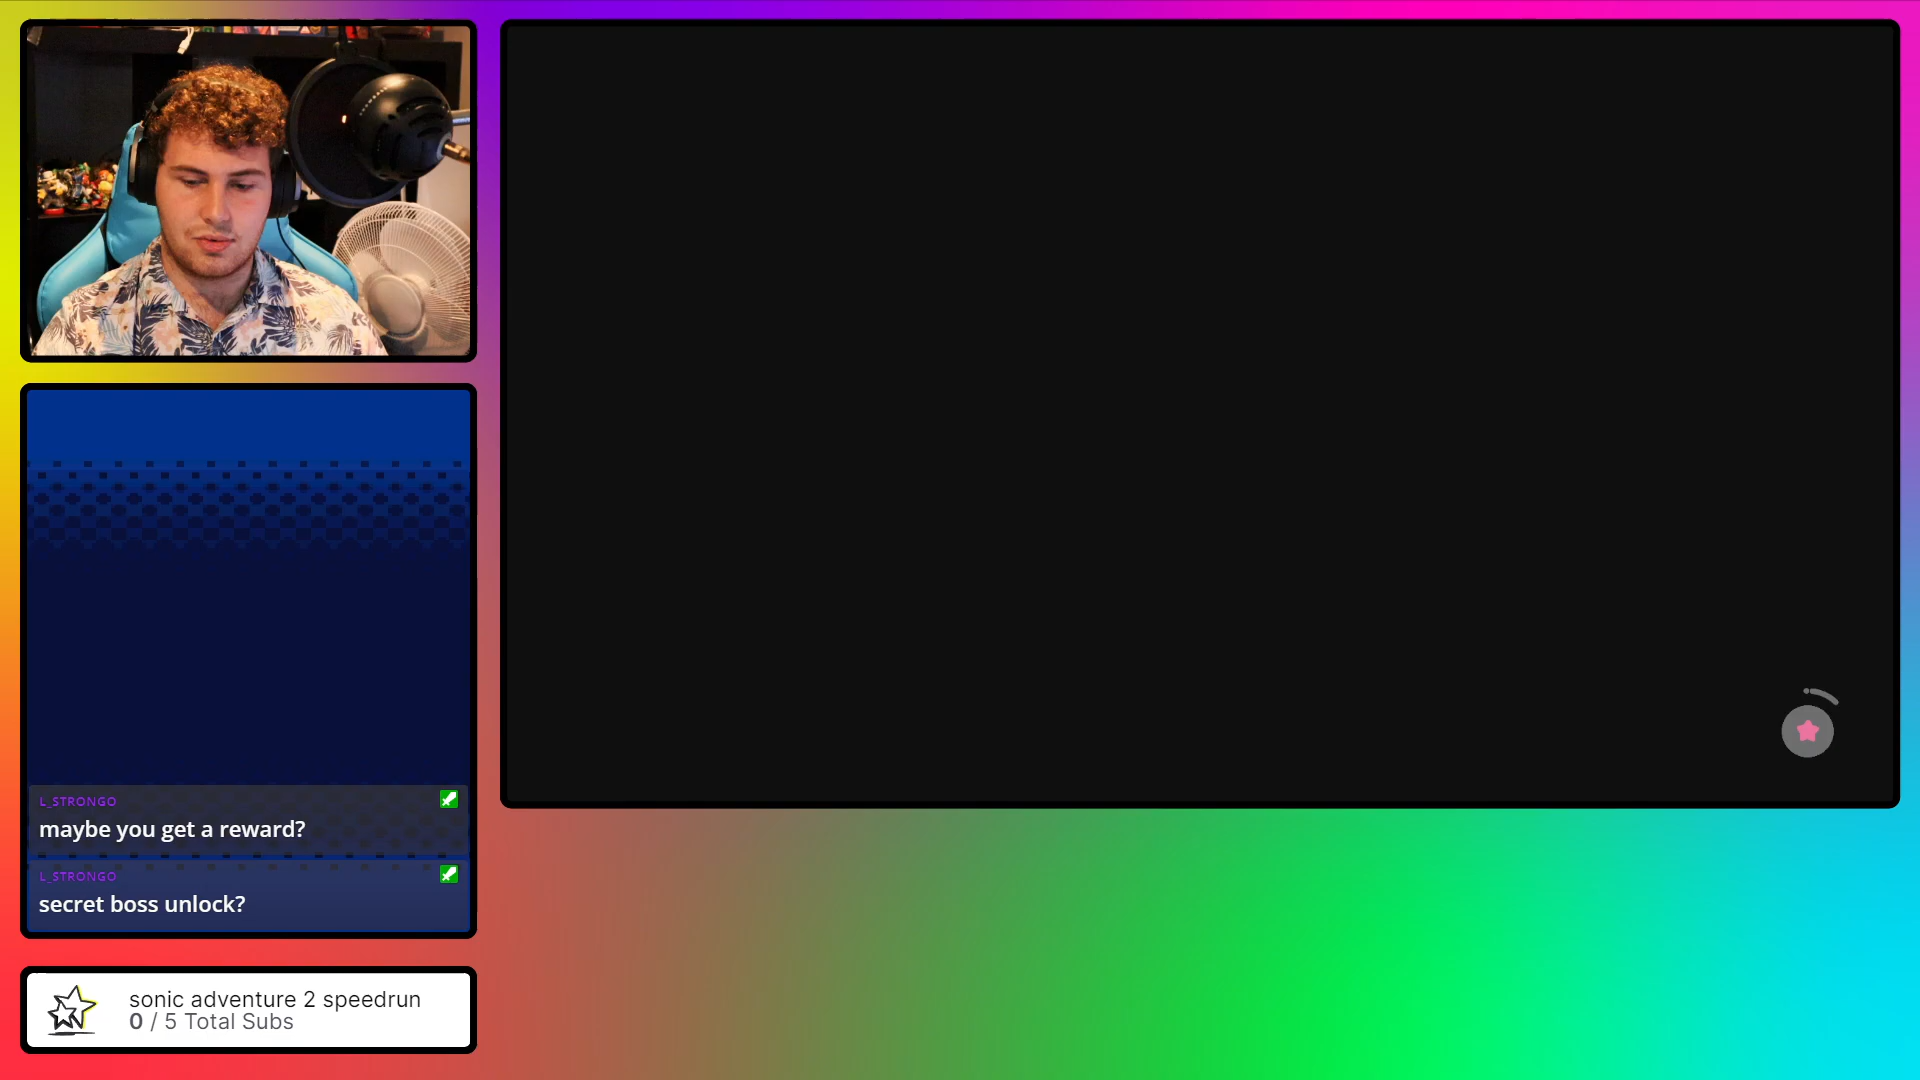 L_STRONGO
maybe you get a reward?
L_STRONGO
secret boss unlock?
sonic adventure 2 speedrun
0 / 5 Total Subs